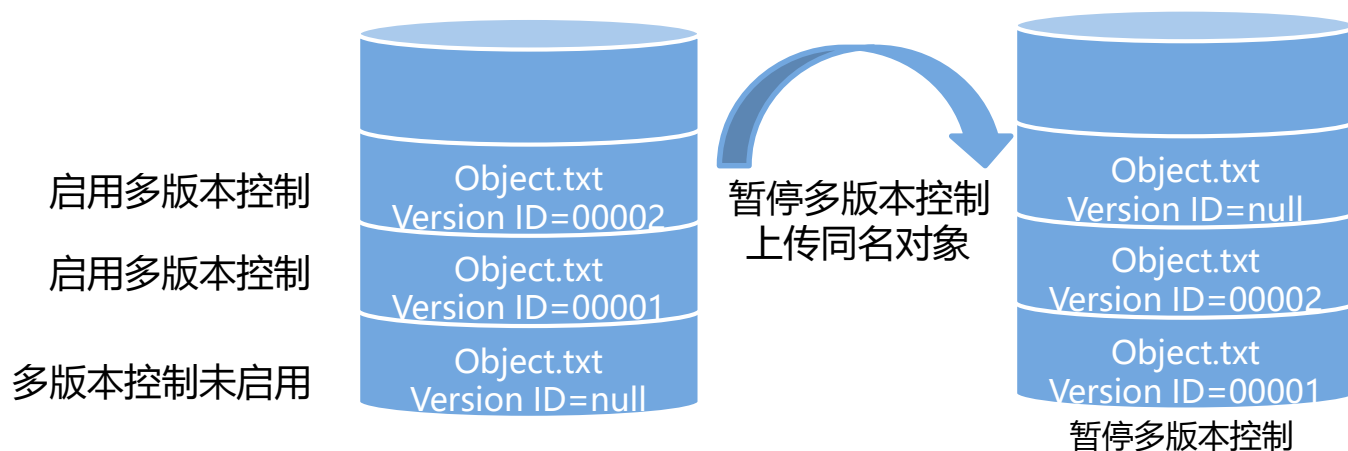 启用多版本控制
启用多版本控制
多版本控制未启用
Object.txt
Version ID=00002
Object.txt
Version ID=00001
Object.txt
Version ID=null
暂停多版本控制
上传同名对象
Object.txt
Version ID=null
Object.txt
Version ID=00002
Object.txt
Version ID=00001
暂停多版本控制